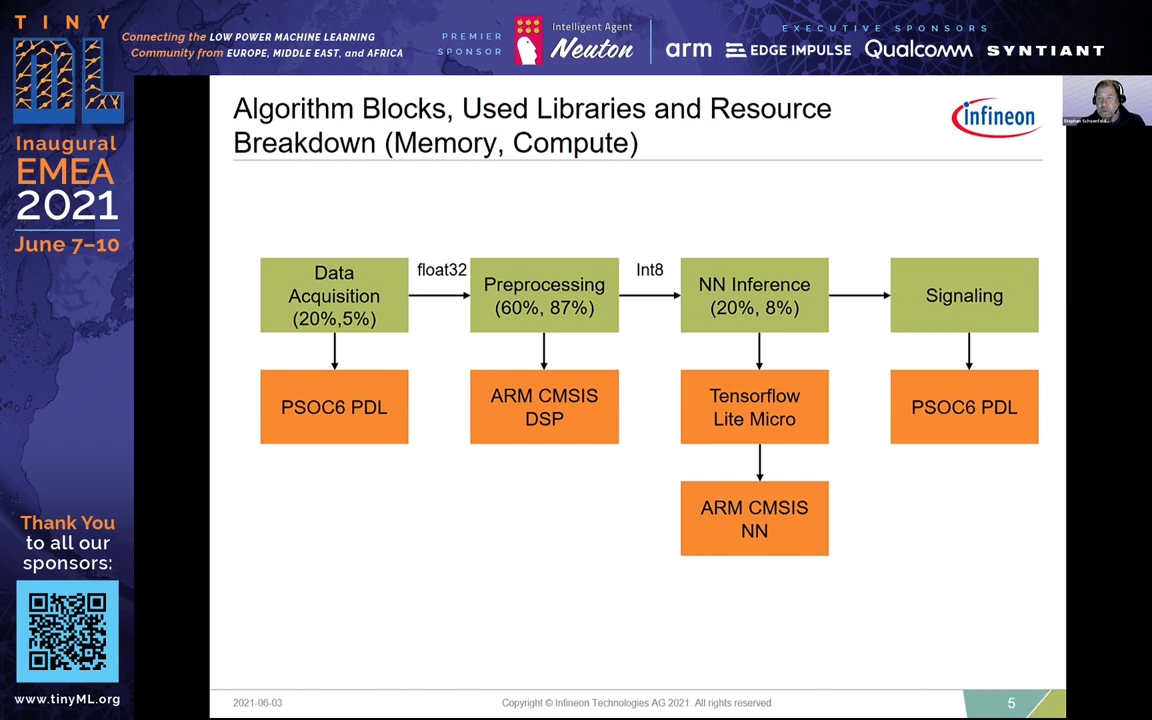 TINY
ML
Connecting the LOW POWER MACHINE LEARNING
Community from EUROPE, MIDDLE EAST, and AFRICA
PREMIER
SPONSOR
Intelligent Agent
Neuton
EXECUTIVE SPONSORS
arm
EDGE IMPULSE
Qualcomm
SYNTIANT
Inaugural
EMEA
2021
June 7–10
Thank You
to all our
sponsors:
www.tinyML.org
Algorithm Blocks, Used Libraries and Resource
Breakdown (Memory, Compute)
infineon
Data
Acquisition
(20%,5%)
float32
Preprocessing
(60%, 87%)
Int8
NN Inference
(20%, 8%)
Signaling
PSOC6 PDL
ARM CMSIS
DSP
Tensorflow
Lite Micro
PSOC6 PDL
ARM CMSIS
NN
2021-06-03
Copyright © Infineon Technologies AG 2021. All rights reserved.
5